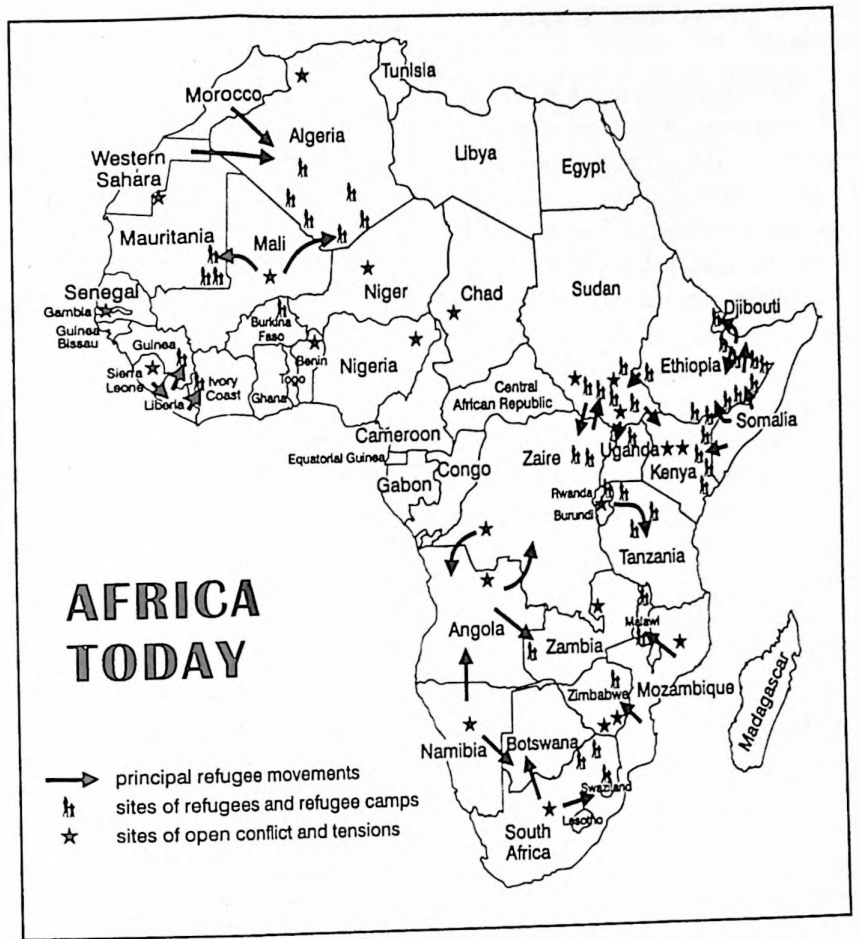 Tunisia
Morocco
Algeria
Libya
Egypt
Western
Sahara
Mauritania
Mali
Niger
Chad
Sudan
Senegal
Gambia
Guinea
Bissau
Guinea
Burkina
Faso
Benin
Nigeria
Djibouti
Ethiopia
Sierra
Leone
Liberia
Ivory
Coast
Ghana
Togo
Central
African Republic
Somalia
Cameroon
Equatorial Guinea
Congo
Gabon
Zaire
Uganda
Kenya
Rwanda
Burundi
Tanzania
AFRICA
TODAY
Angola
Zambia
Malawi
Mozambique
Zimbabwe
Madagascar
Namibia
Botswana
Swaziland
Lesotho
South
Africa
principal refugee movements
sites of refugees and refugee camps
sites of open conflict and tensions